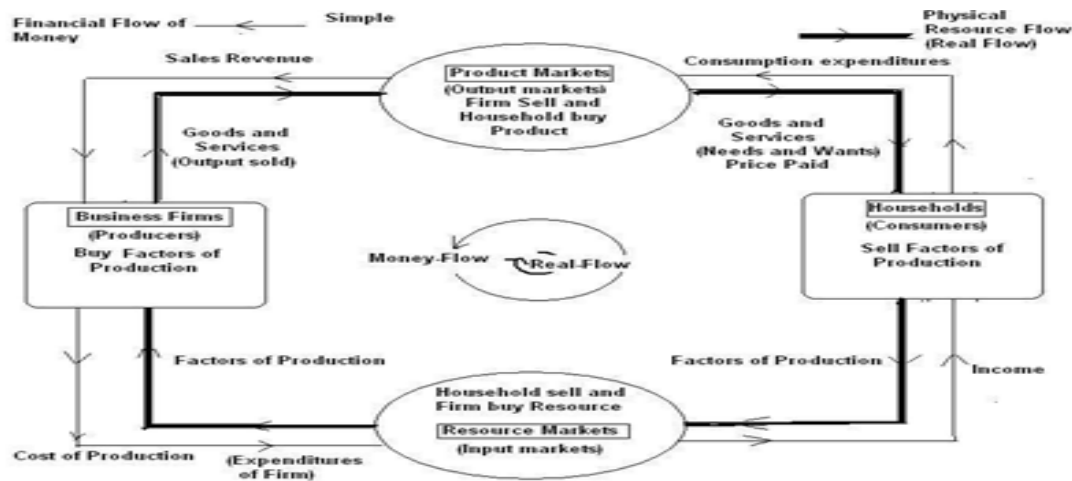 Financial Flow of
Money
Simple
Physical
Resource Flow
(Real Flow)
Sales Revenue
Consumption expenditures
Product Markets
(Output markets)
Firm Sell and
Household buy
Product
Goods and
Services
(Output sold)
Goods and
Services
(Needs and Wants)
Price Paid
Business Firms
(Producers)
Buy Factors of
Production
Households
(Consumers)
Sell Factors of
Production
Money-Flow
Real-Flow
Factors of Production
Factors of Production
Income
Household sell and
Firm buy Resource
Resource Markets
(Input markets)
Cost of Production
(Expenditures
of Firm)